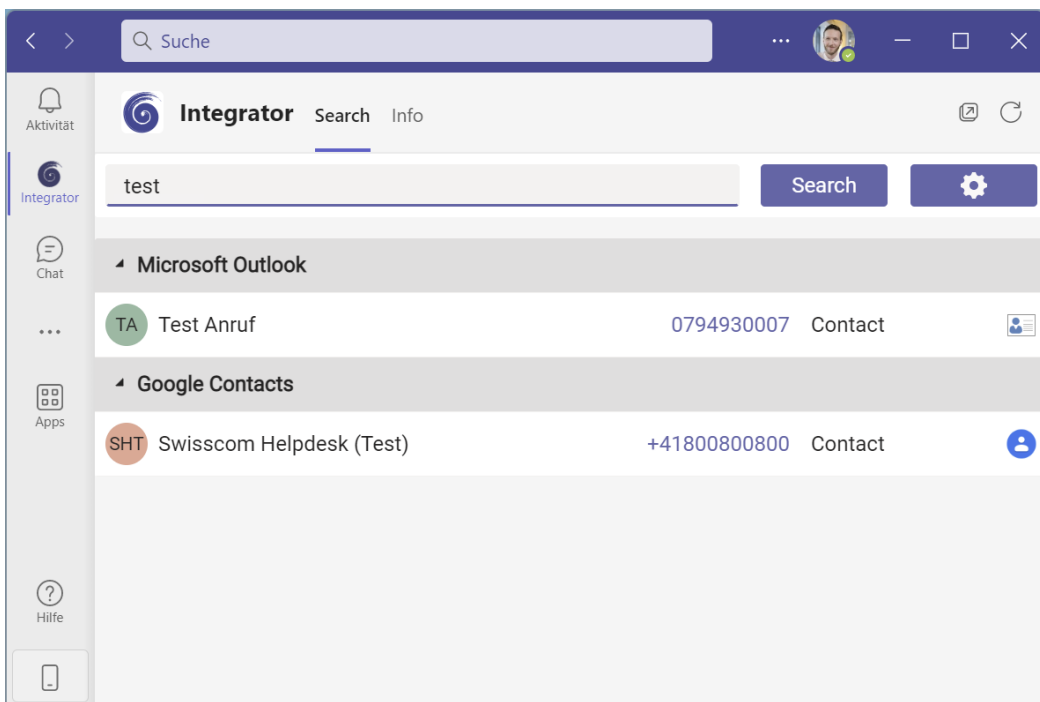 Suche
Aktivität
Integrator Search Info
Integrator
test Search
Chat
Microsoft Outlook
TA Test Anruf 0794930007 Contact
Google Contacts
Apps
SHT Swisscom Helpdesk (Test) +41800800800 Contact
Hilfe